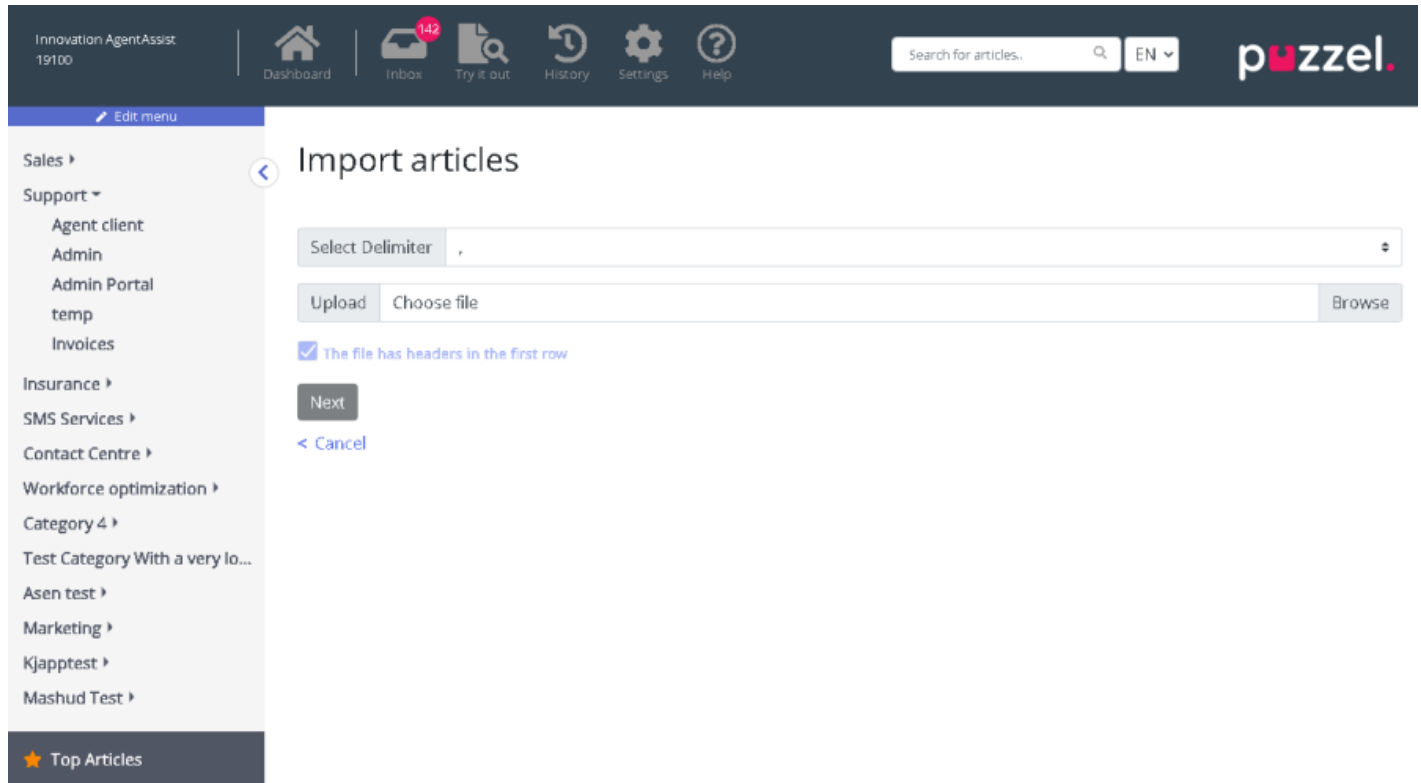 Innovation AgentAssist
19100
Dashboard
142
Inbox
Try it out
History
Settings
Help
Search for articles..
EN
puzzel.
Edit menu
Sales
Support
Agent client
Admin
Admin Portal
temp
Invoices
Insurance
SMS Services
Contact Centre
Workforce optimization
Category 4
Test Category With a very lo...
Asen test
Marketing
Kjapptest
Mashud Test
Top Articles
Import articles
Select Delimiter ,
Upload Choose file Browse
The file has headers in the first row
Next
< Cancel